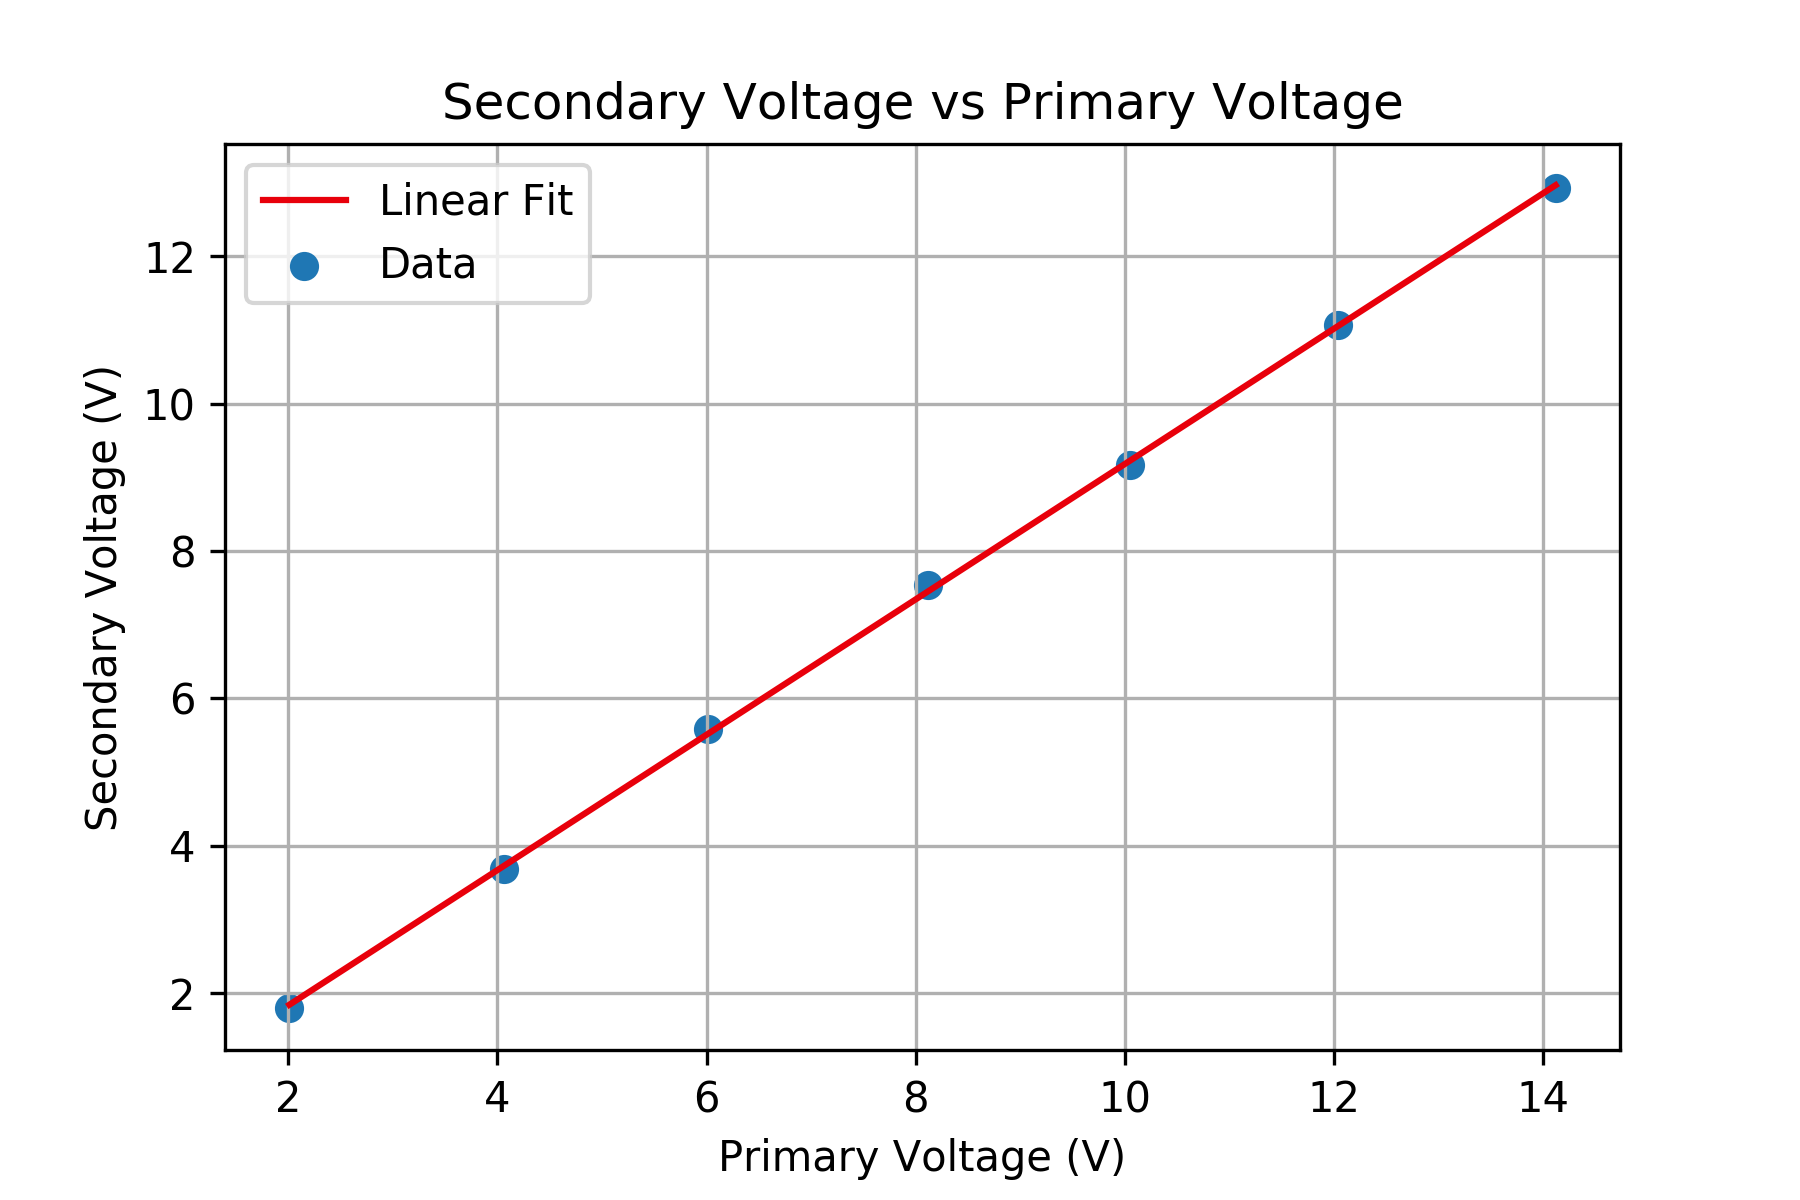 Secondary Voltage vs Primary Voltage
Linear Fit
Data
Secondary Voltage (V)
12
10
8
6
4
2
2 4 6 8 10 12 14
Primary Voltage (V)